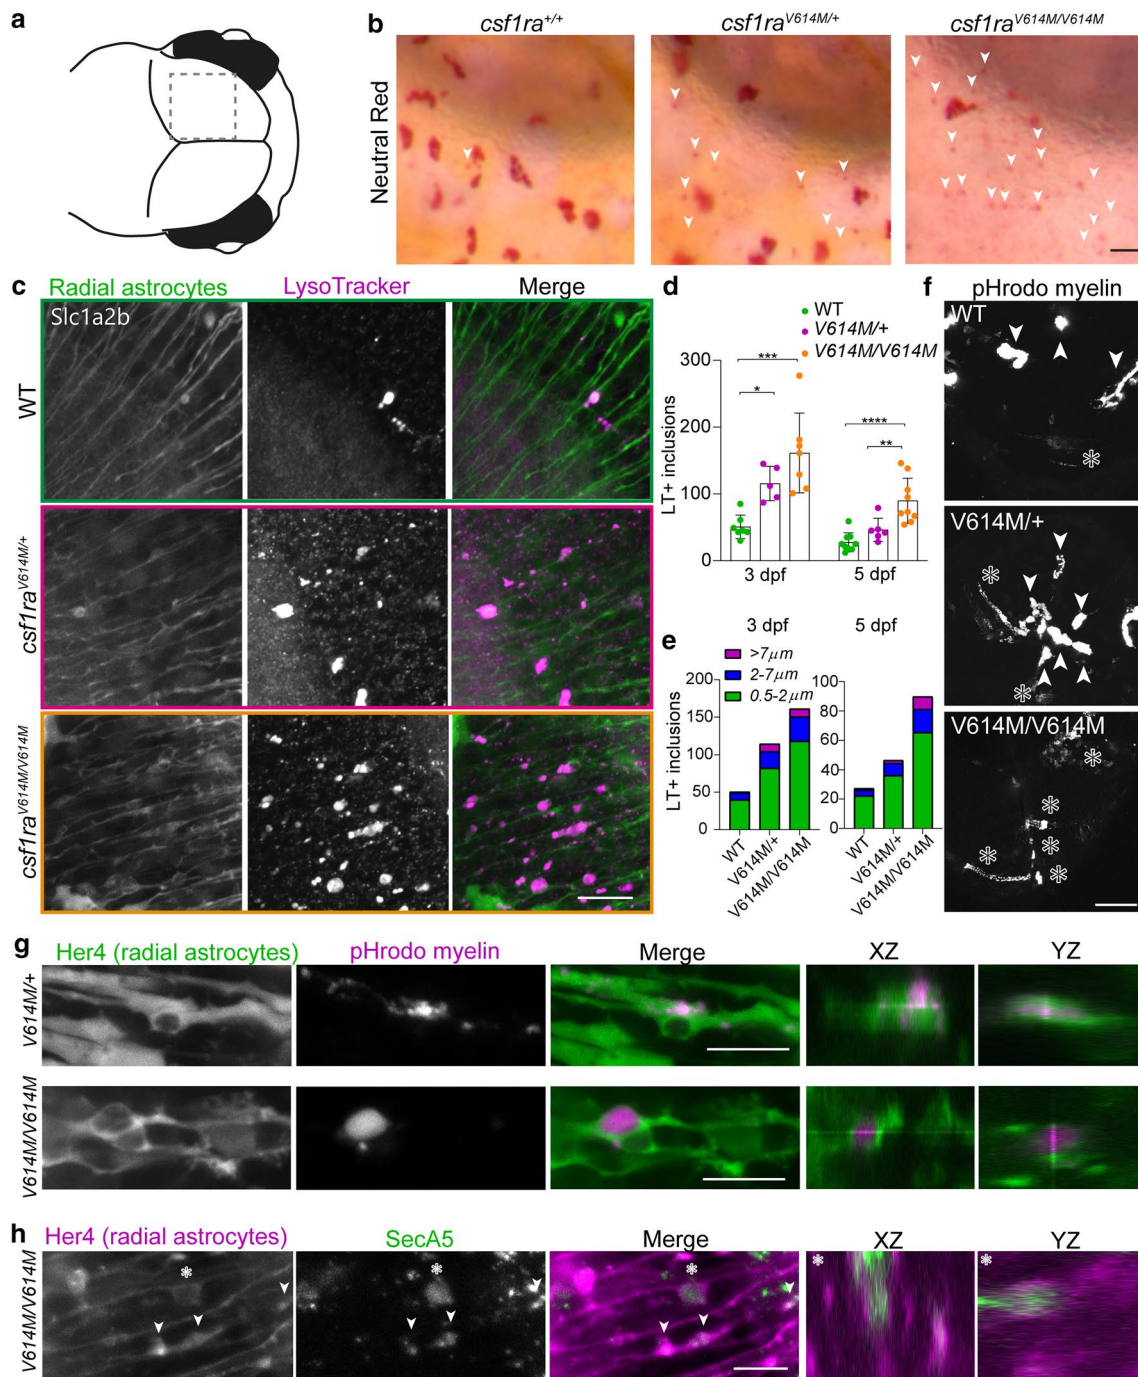 a
b
csf1ra+/+
csf1raV614M/+
csf1raV614M/V614M
Neutral Red
c
Radial astrocytes
LysoTracker
Merge
Slc1a2b
WT
csf1raV614M/+
csf1raV614M/V614M
d
WT
V614M/+
V614M/V614M
LT+ inclusions
300
200
100
0
***
*
****
**
3 dpf
5 dpf
e
3 dpf
5 dpf
>7μm
2-7μm
0.5-2μm
LT+ inclusions
200
150
100
50
0
100
80
60
40
20
0
WT
V614M/+
V614M/V614M
WT
V614M/+
V614M/V614M
f
pHrodo myelin
WT
V614M/+
V614M/V614M
g
Her4 (radial astrocytes)
pHrodo myelin
Merge
XZ
YZ
V614M/+
V614M/V614M
h
Her4 (radial astrocytes)
SecA5
Merge
XZ
YZ
V614M/V614M